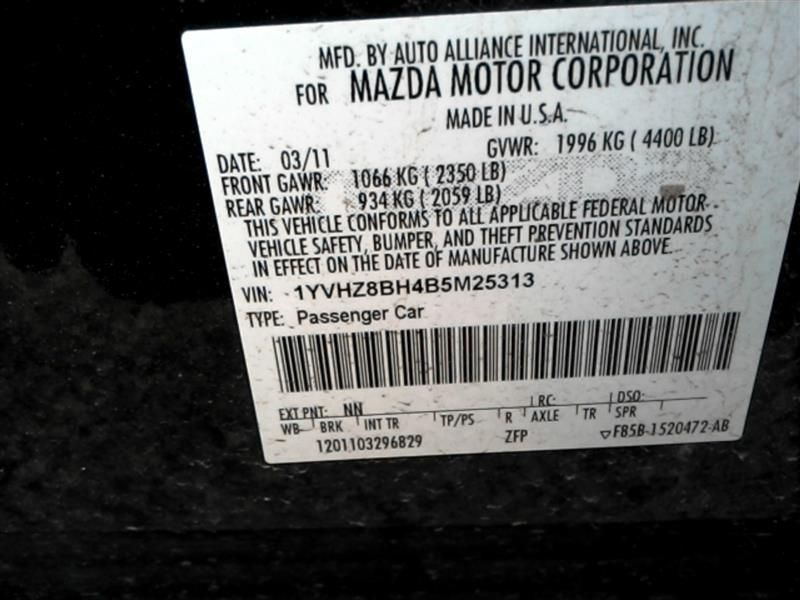 MFD. BY AUTO ALLIANCE INTERNATIONAL, INC.
FOR MAZDA MOTOR CORPORATION
MADE IN U.S.A.
DATE: 03/11 GVWR: 1996 KG ( 4400 LB)
FRONT GAWR: 1066 KG ( 2350 LB)
REAR GAWR: 934 KG ( 2059 LB)
THIS VEHICLE CONFORMS TO ALL APPLICABLE FEDERAL MOTOR
VEHICLE SAFETY, BUMPER, AND THEFT PREVENTION STANDARDS
IN EFFECT ON THE DATE OF MANUFACTURE SHOWN ABOVE.
VIN: 1YVHZ8BH4B5M25313
TYPE: Passenger Car
EXT PNT: NN RC: DSO:
WB BRK INT TR TP/PS R AXLE TR SPR
1201103296829 ZFP ▽F85B-1520472-AB